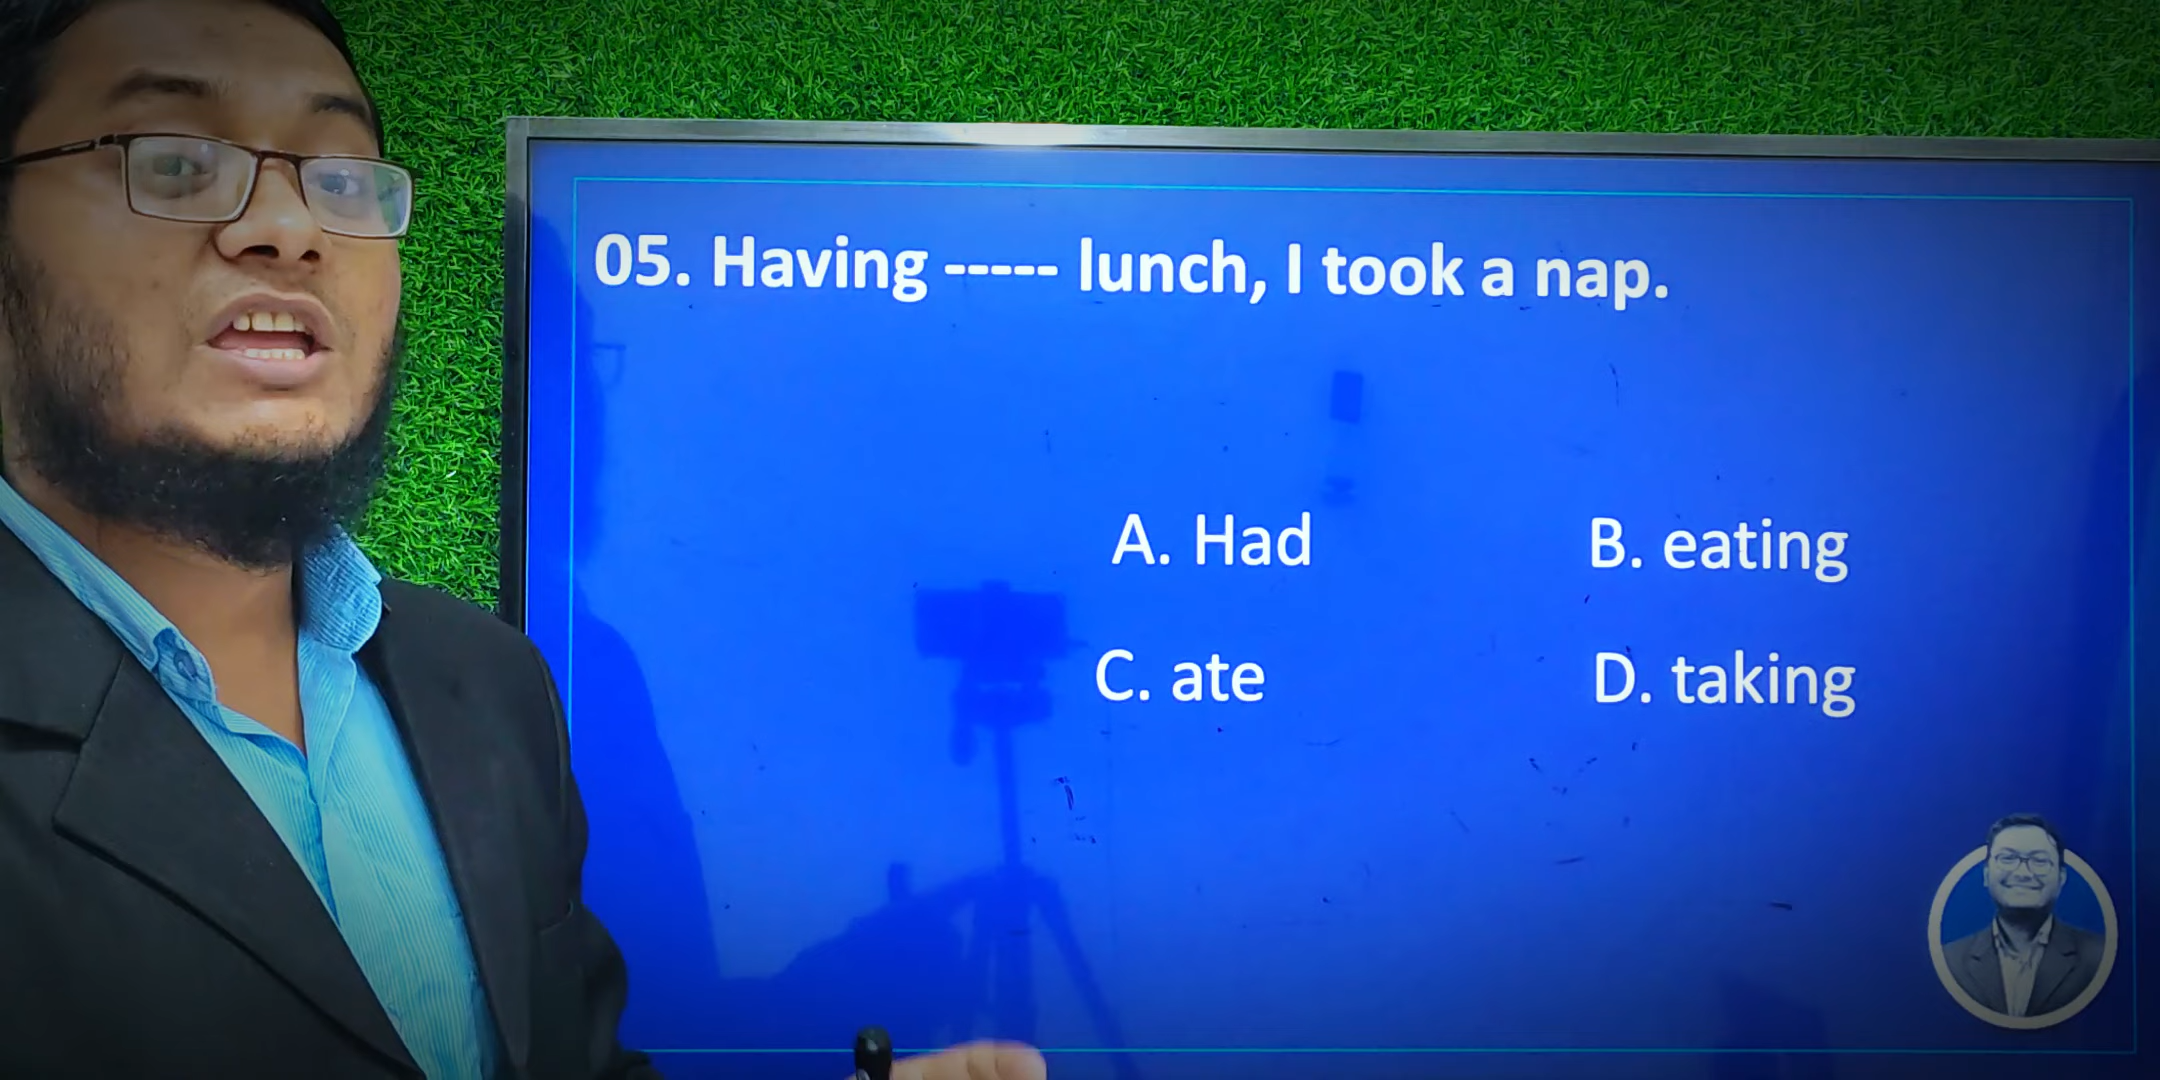 05. Having ----- lunch, I took a nap.
A. Had B. eating
C. ate D. taking